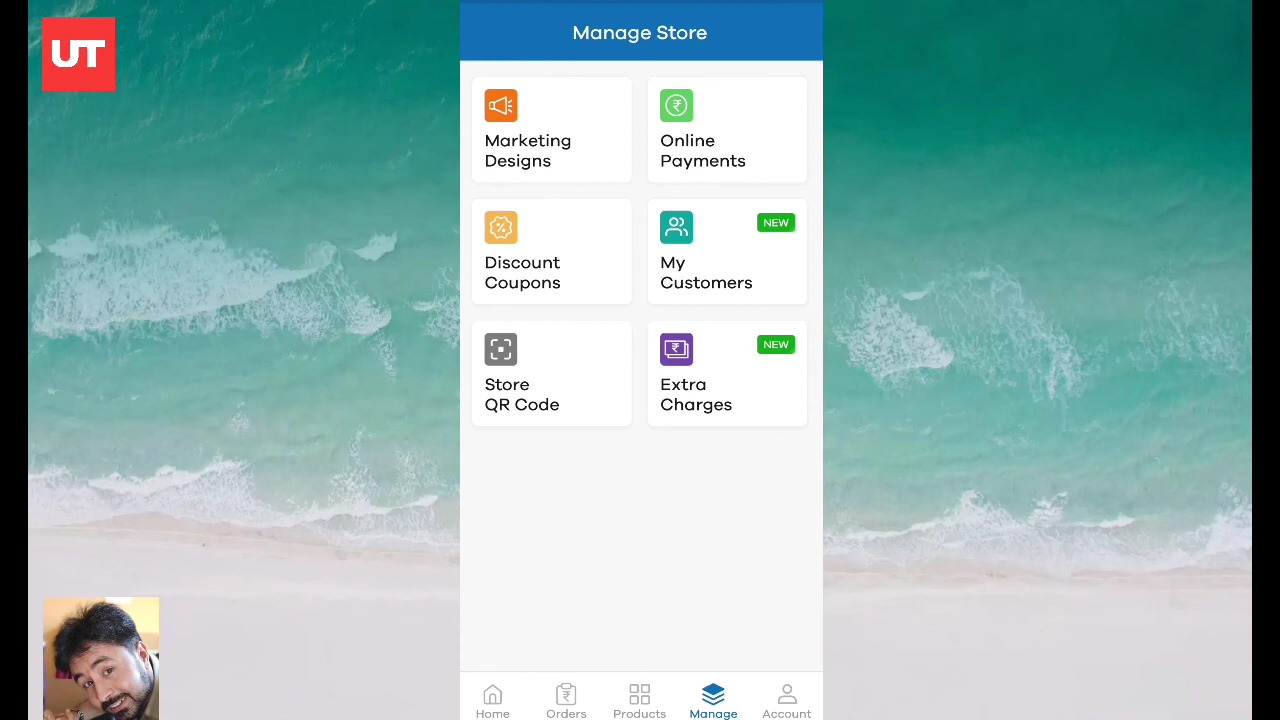 UT
Manage Store
Marketing
Designs
Online
Payments
Discount
Coupons
NEW
My
Customers
Store
QR Code
NEW
Extra
Charges
Home
Orders
Products
Manage
Account